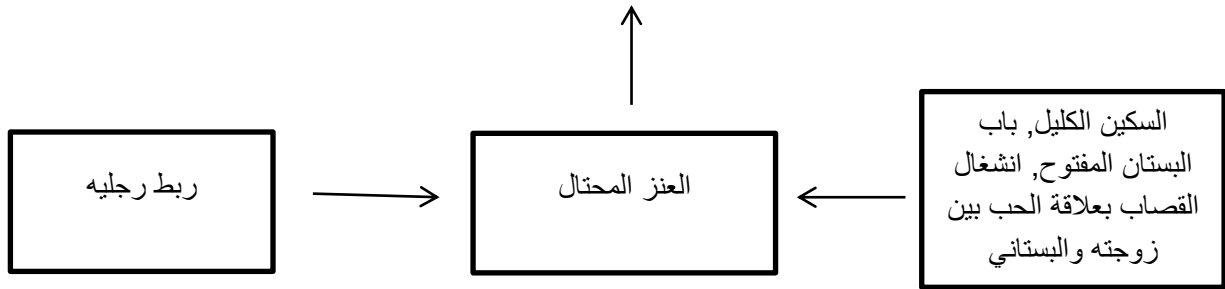 السكين الكليل, باب
البستان المفتوح, انشغال
القصاب بعلاقة الحب بين
زوجته والبستاني
العنز المحتال
ربط رجليه